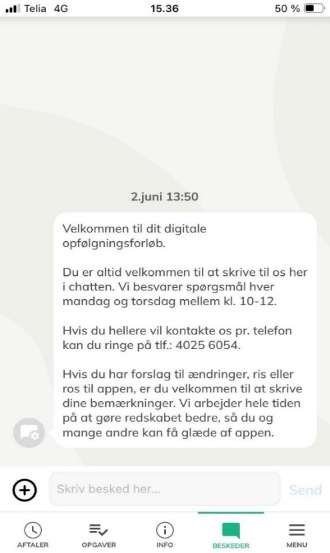 Telia 4G
15.36
50 %
2.juni 13:50
Velkommen til dit digitale
opfølgningsforløb.
Du er altid velkommen til at skrive til os her
i chatten. Vi besvarer spørgsmål hver
mandag og torsdag mellem kl. 10-12.
Hvis du hellere vil kontakte os pr. telefon
kan du ringe på tlf.: 4025 6054.
Hvis du har forslag til ændringer, ris eller
ros til appen, er du velkommen til at skrive
dine bemærkninger. Vi arbejder hele tiden
på at gøre redskabet bedre, så du og
mange andre kan få glæde af appen.
Skriv besked her...
Send
AFTALER
OPGAVER
INFO
BESKEDER
MENU